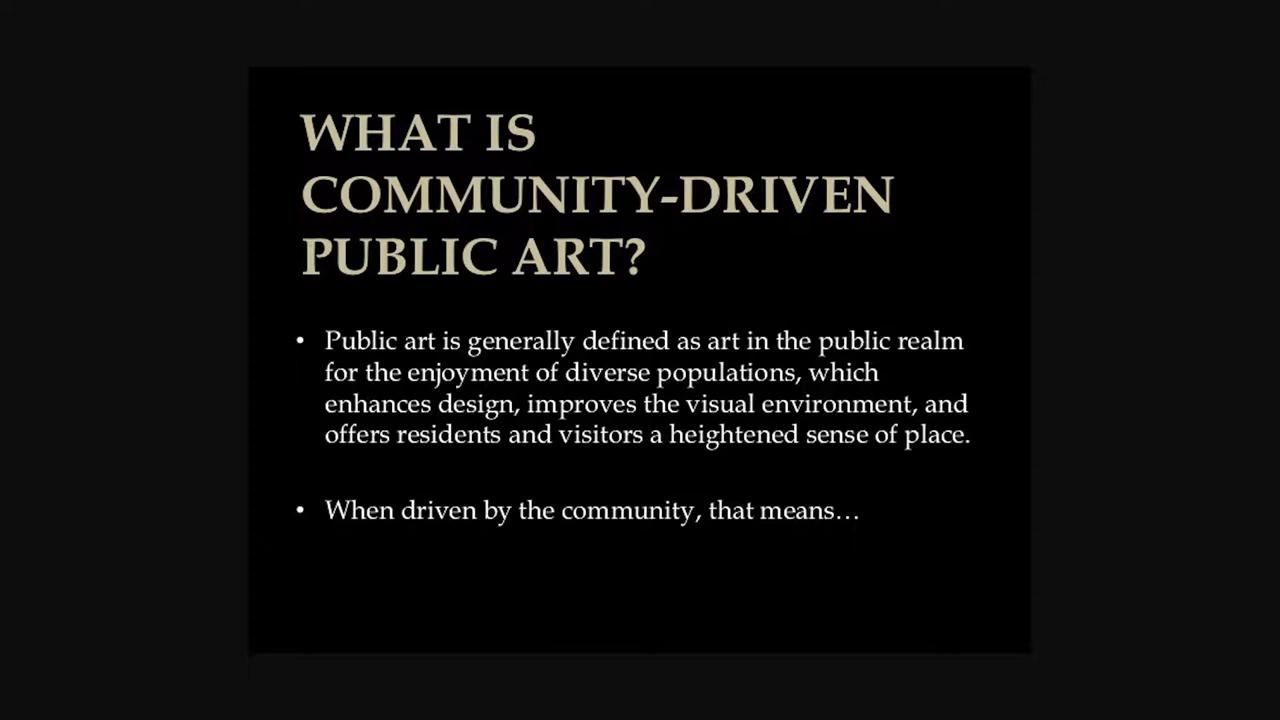 WHAT IS
COMMUNITY-DRIVEN
PUBLIC ART?
• Public art is generally defined as art in the public realm
for the enjoyment of diverse populations, which
enhances design, improves the visual environment, and
offers residents and visitors a heightened sense of place.
• When driven by the community, that means…